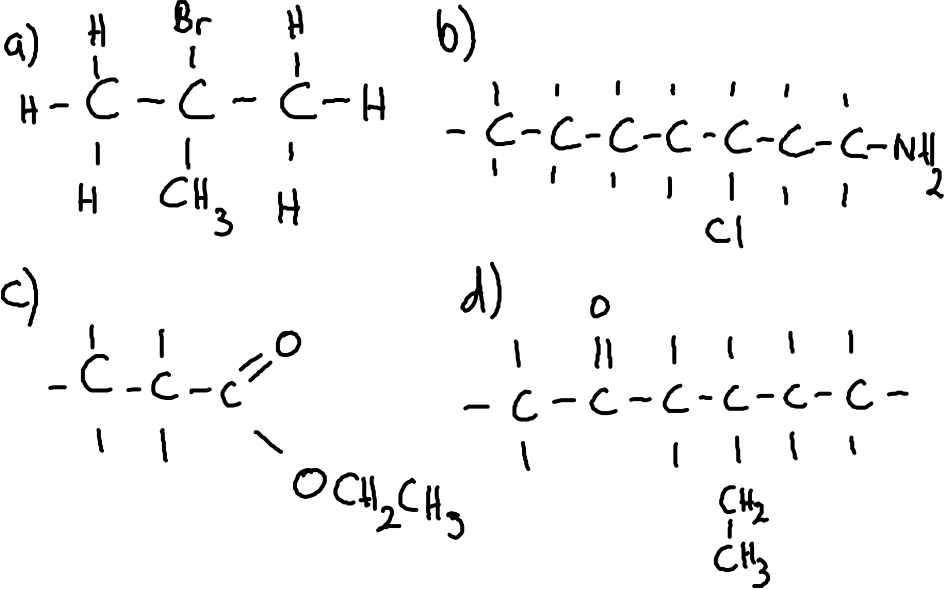 a) H Br H
H - C - C - C - H
H CH3 H
b)
- C - C - C - C - C - C - C - NH2
Cl
c)
O
- C - C - C
OCH2CH3
d) O
- C - C - C - C - C - C -
CH2
CH3